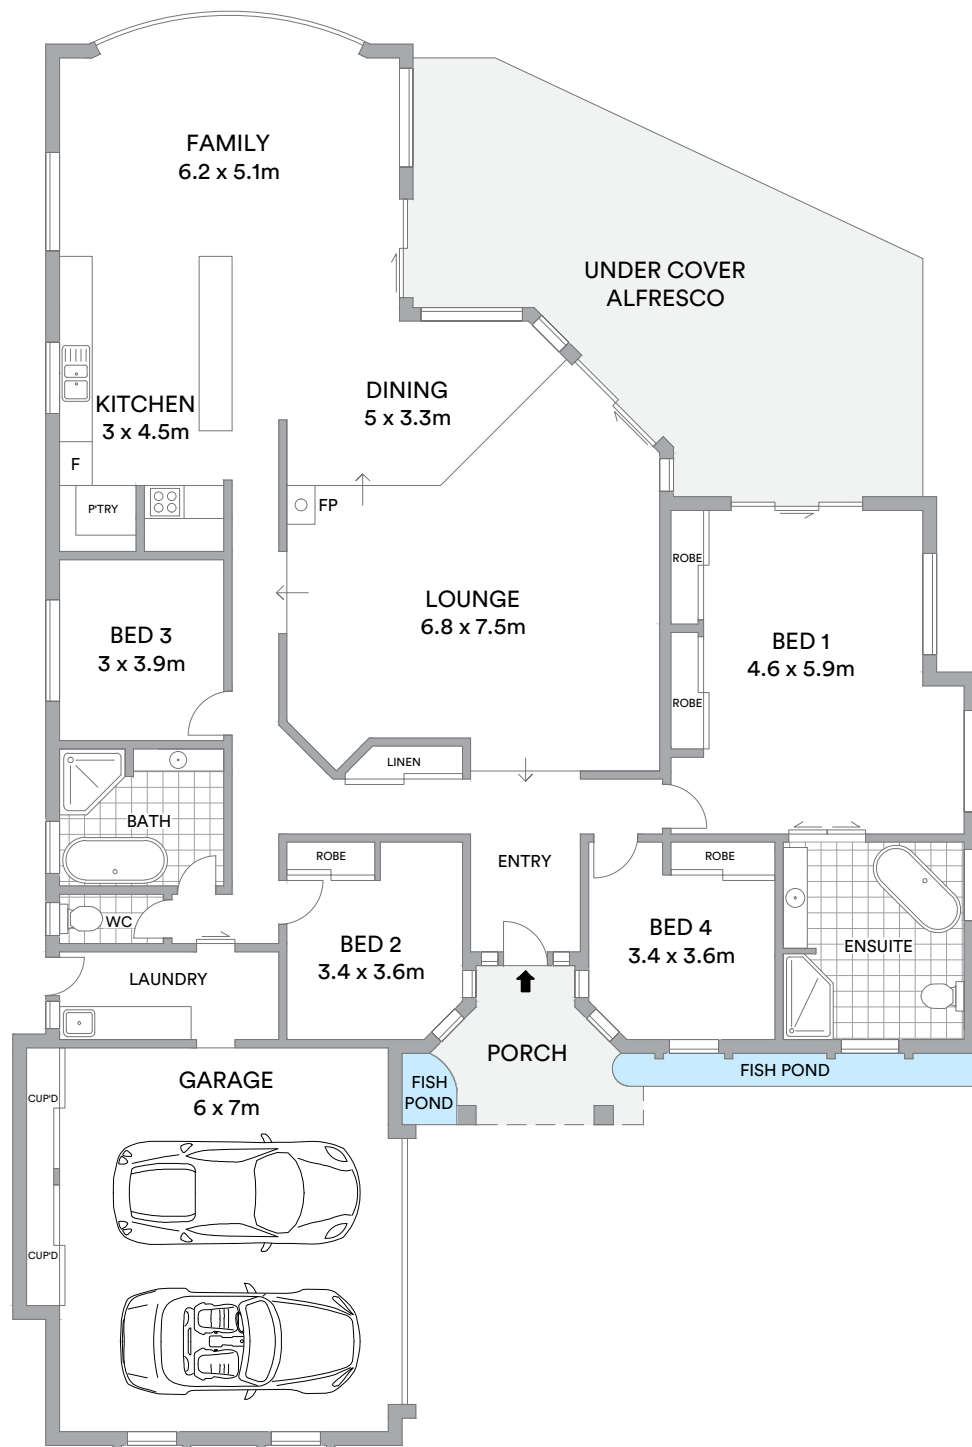 FAMILY
6.2 x 5.1m
UNDER COVER
ALFRESCO
DINING
5 x 3.3m
KITCHEN
3 x 4.5m
F
P'TRY
FP
ROBE
LOUNGE
6.8 x 7.5m
BED 3
3 x 3.9m
BED 1
4.6 x 5.9m
ROBE
LINEN
BATH
ROBE
ENTRY
ROBE
WC
BED 2
3.4 x 3.6m
BED 4
3.4 x 3.6m
ENSUITE
LAUNDRY
PORCH
FISH POND
FISH
POND
GARAGE
6 x 7m
CUP'D
CUP'D